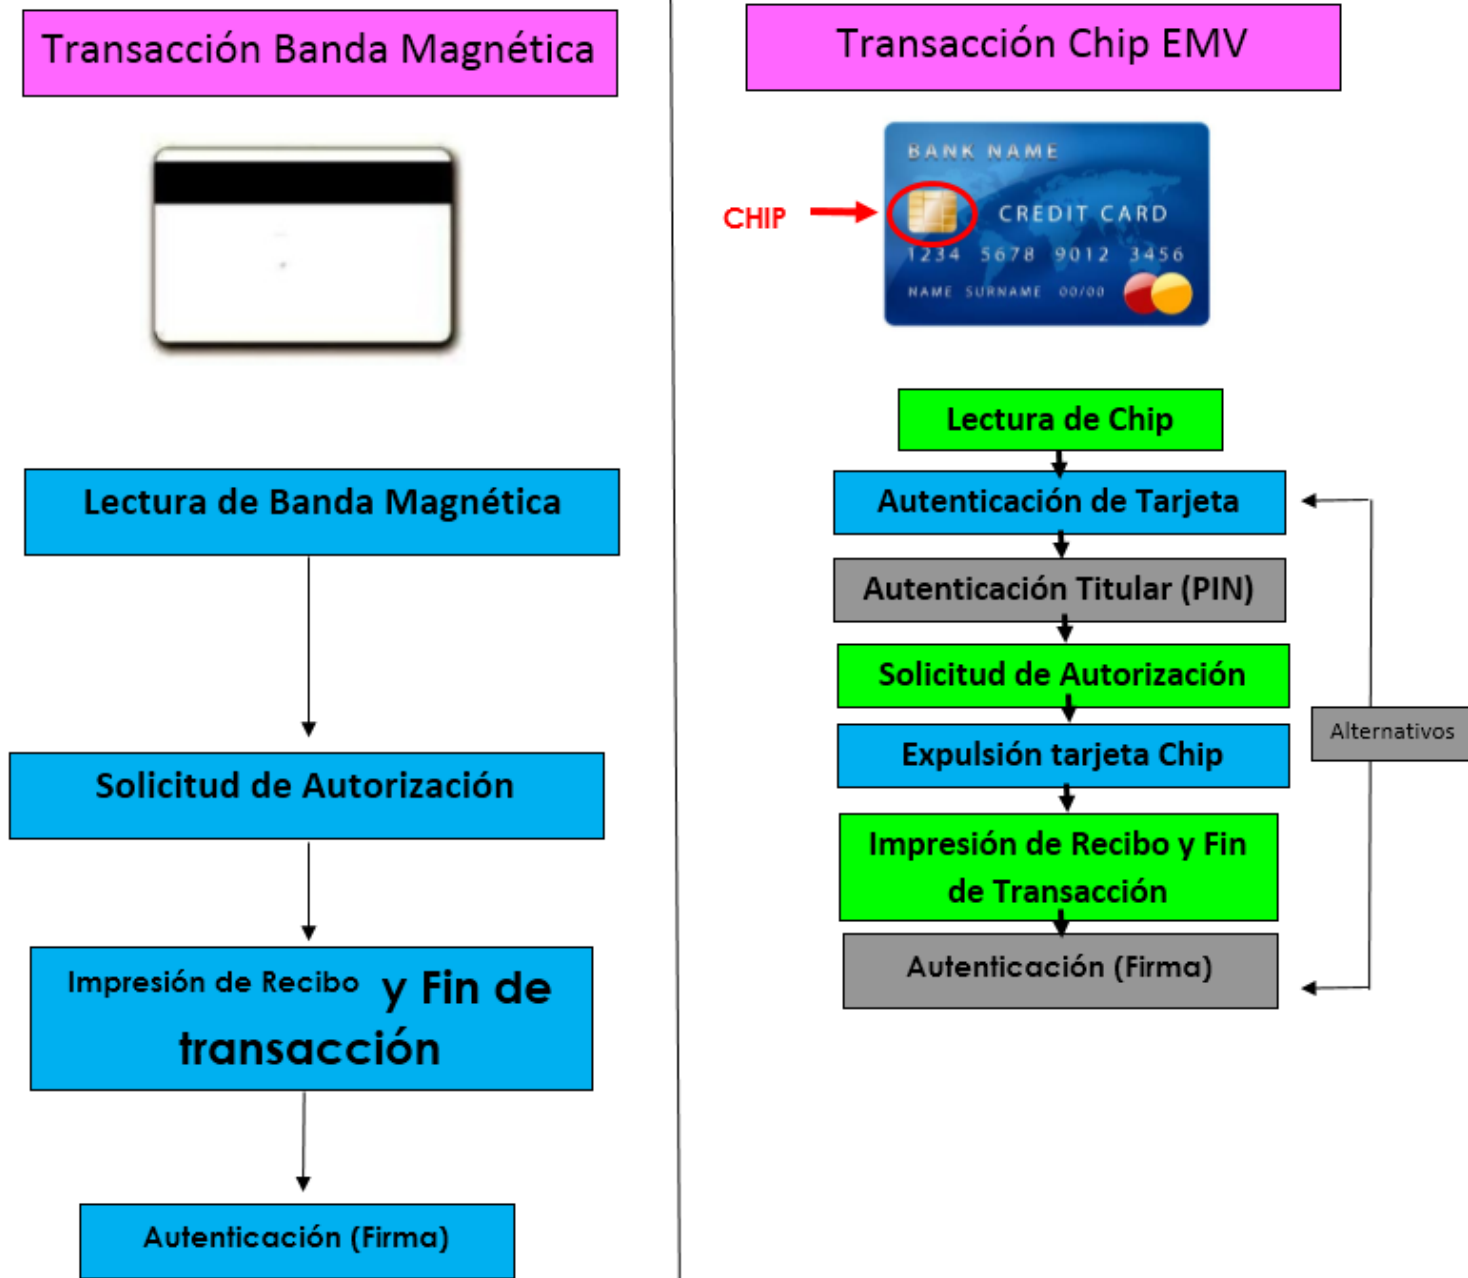 Transacción Banda Magnética
Lectura de Banda Magnética
Solicitud de Autorización
Impresión de Recibo y Fin de
transacción
Autenticación (Firma)
Transacción Chip EMV
BANK NAME
CHIP
CREDIT CARD
1234 5678 9012 3456
NAME SURNAME 00/00
Lectura de Chip
Autenticación de Tarjeta
Autenticación Titular (PIN)
Solicitud de Autorización
Expulsión tarjeta Chip
Impresión de Recibo y Fin
de Transacción
Autenticación (Firma)
Alternativos